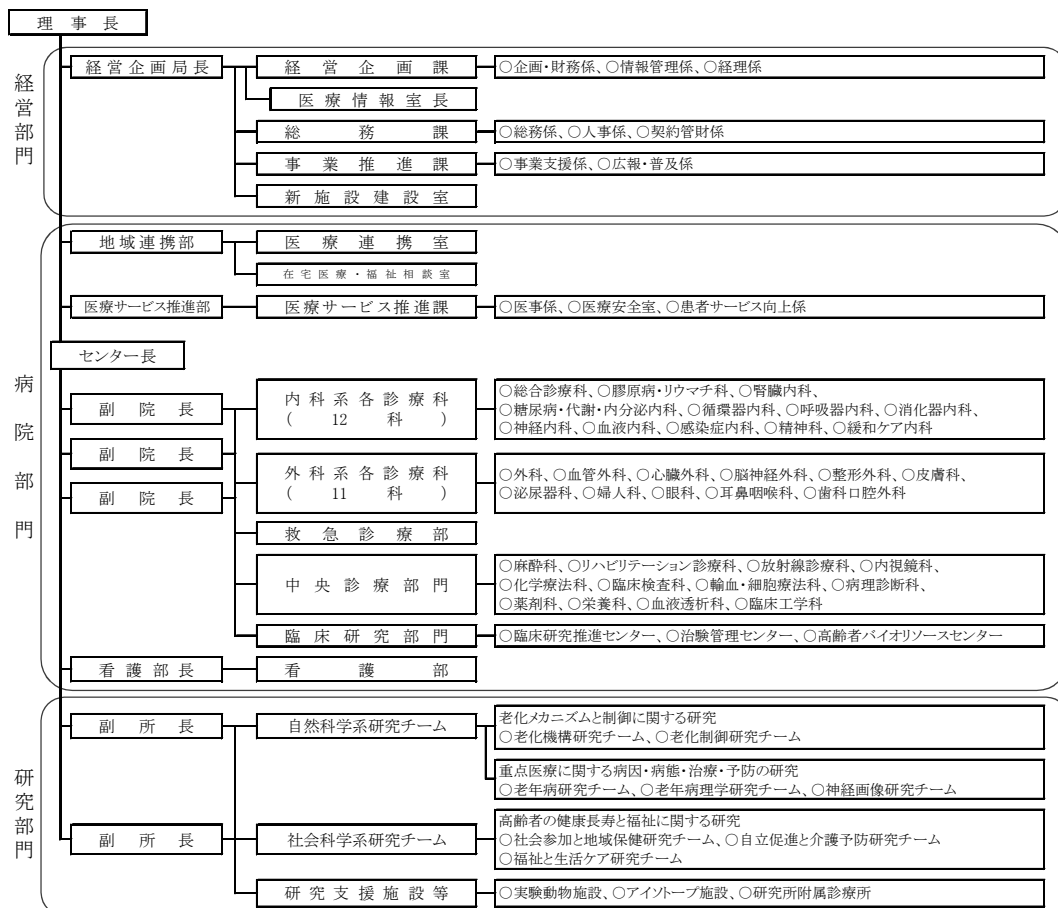 理事長
経営部門
経営企画局長
経営企画課
○企画・財務係、○情報管理係、○経理係
医療情報室長
総務課
○総務係、○人事係、○契約管財係
事業推進課
○事業支援係、○広報・普及係
新施設建設室
病院部門
地域連携部
医療連携室
在宅医療・福祉相談室
医療サービス推進部
医療サービス推進課
○医事係、○医療安全室、○患者サービス向上係
センター長
副院長
副院長
副院長
内科系各診療科
(12科)
○総合診療科、○膠原病・リウマチ科、○腎臓内科、
○糖尿病・代謝・内分泌内科、○循環器内科、○呼吸器内科、○消化器内科、
○神経内科、○血液内科、○感染症内科、○精神科、○緩和ケア内科
外科系各診療科
(11科)
○外科、○血管外科、○心臓外科、○脳神経外科、○整形外科、○皮膚科、
○泌尿器科、○婦人科、○眼科、○耳鼻咽喉科、○歯科口腔外科
救急診療部
中央診療部門
○麻酔科、○リハビリテーション診療科、○放射線診療科、○内視鏡科、
○化学療法科、○臨床検査科、○輸血・細胞療法科、○病理診断科、
○薬剤科、○栄養科、○血液透析科、○臨床工学科
臨床研究部門
○臨床研究推進センター、○治験管理センター、○高齢者バイオリソースセンター
看護部長
看護部
研究部門
副所長
自然科学系研究チーム
老化メカニズムと制御に関する研究
○老化機構研究チーム、○老化制御研究チーム
重点医療に関する病因・病態・治療・予防の研究
○老年病研究チーム、○老年病理学研究チーム、○神経画像研究チーム
副所長
社会科学系研究チーム
高齢者の健康長寿と福祉に関する研究
○社会参加と地域保健研究チーム、○自立促進と介護予防研究チーム
○福祉と生活ケア研究チーム
研究支援施設等
○実験動物施設、○アイソトープ施設、○研究所附属診療所